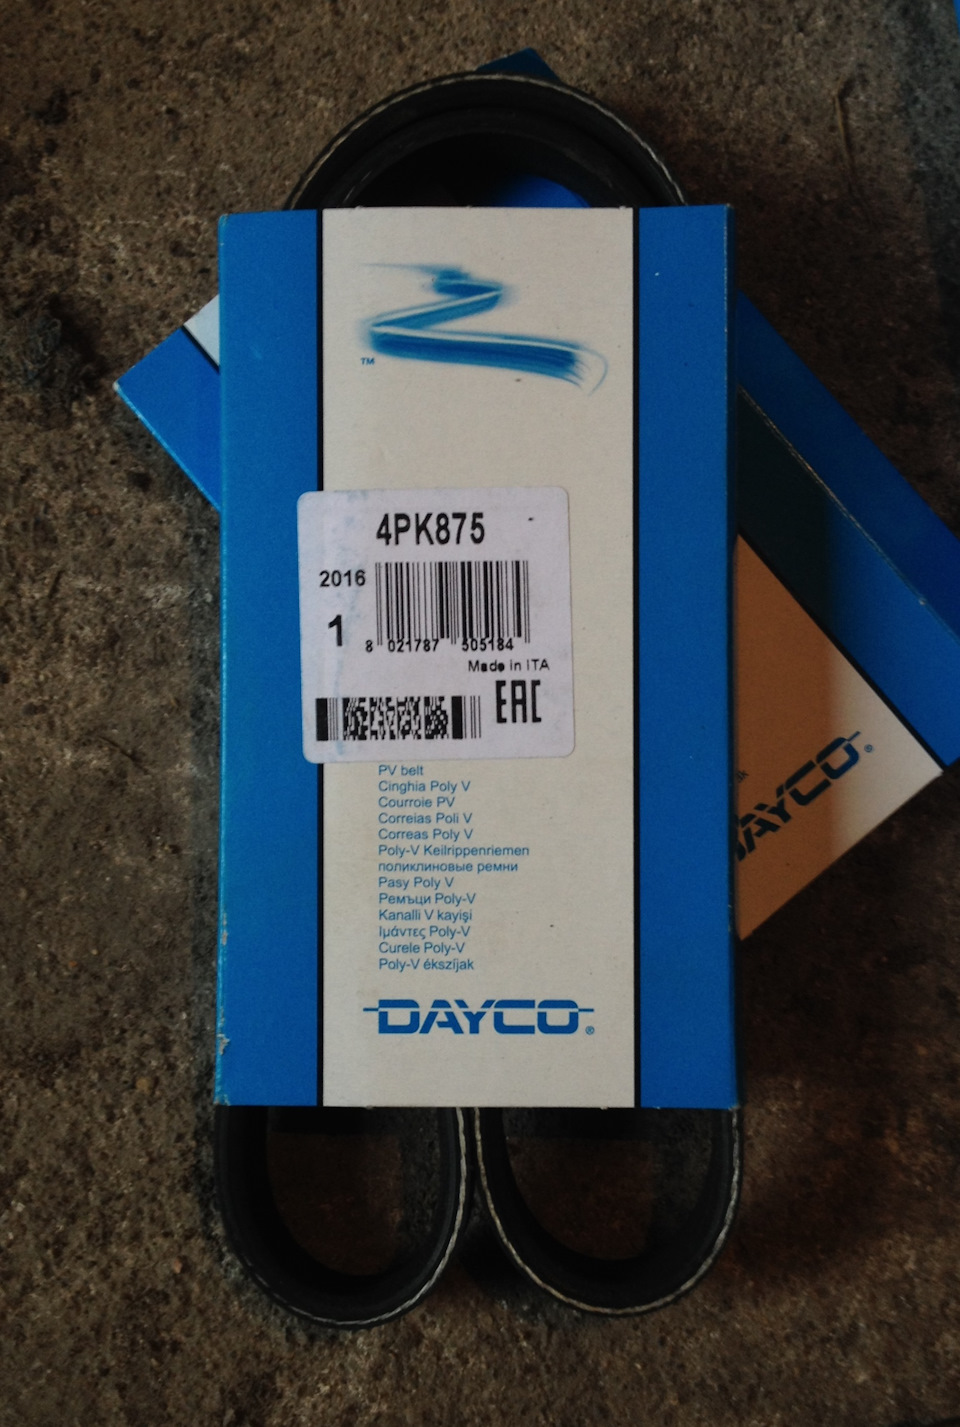 TM
4PK875
2016
1
8 021787 505184
Made in ITA
EAC
PV belt
Cinghia Poly V
Courroie PV
Correias Poli V
Correas Poly V
Poly-V Keilrippenriemen
поликлиновые ремни
Pasy Poly V
Ремъци Poly-V
Kanalli V kayişi
Ιμάντες Poly-V
Curele Poly-V
Poly-V ékszíjak
DAYCO®
DAYCO®